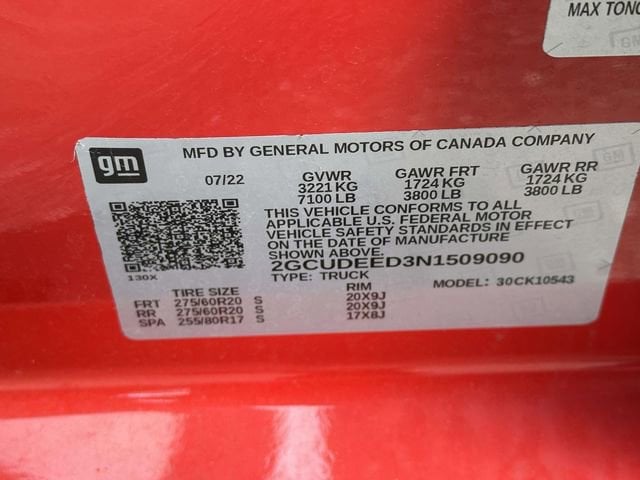 MAX TONG
gm
MFD BY GENERAL MOTORS OF CANADA COMPANY
07/22 GVWR GAWR FRT GAWR RR
3221 KG 1724 KG 1724 KG
7100 LB 3800 LB 3800 LB
THIS VEHICLE CONFORMS TO ALL
APPLICABLE U.S. FEDERAL MOTOR
VEHICLE SAFETY STANDARDS IN EFFECT
ON THE DATE OF MANUFACTURE
SHOWN ABOVE.
2GCUDEED3N1509090
130X
TYPE: TRUCK MODEL: 30CK10543
TIRE SIZE RIM
FRT 275/60R20 S 20X9J
RR 275/60R20 S 20X9J
SPA 255/80R17 S 17X8J